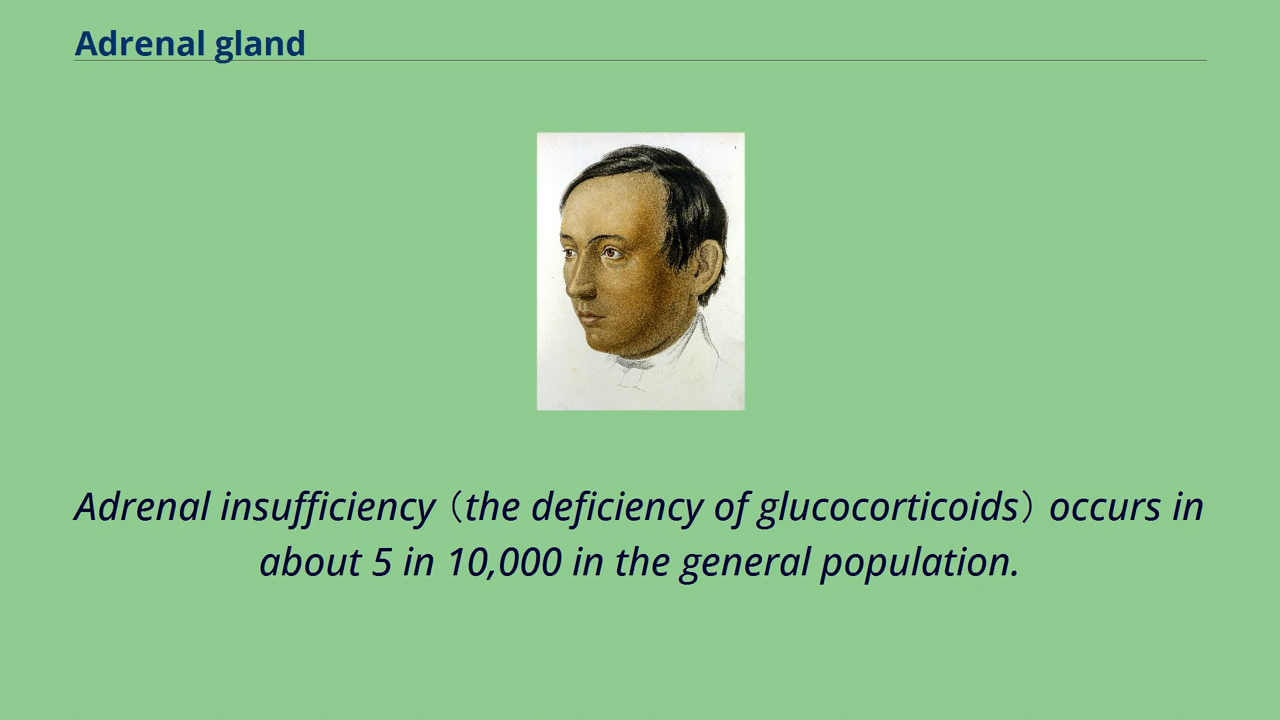 Adrenal gland
Adrenal insufficiency（the deficiency of glucocorticoids）occurs in
about 5 in 10,000 in the general population.